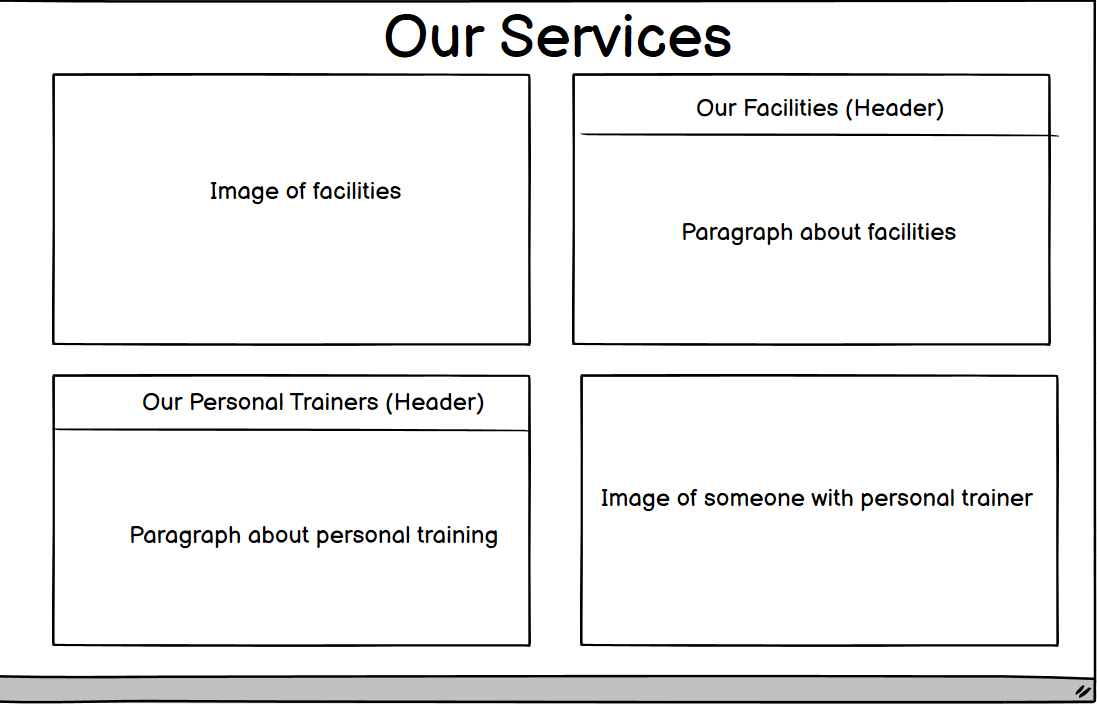 Our Services
Image of facilities
Our Facilities (Header)
Paragraph about facilities
Our Personal Trainers (Header)
Paragraph about personal training
Image of someone with personal trainer